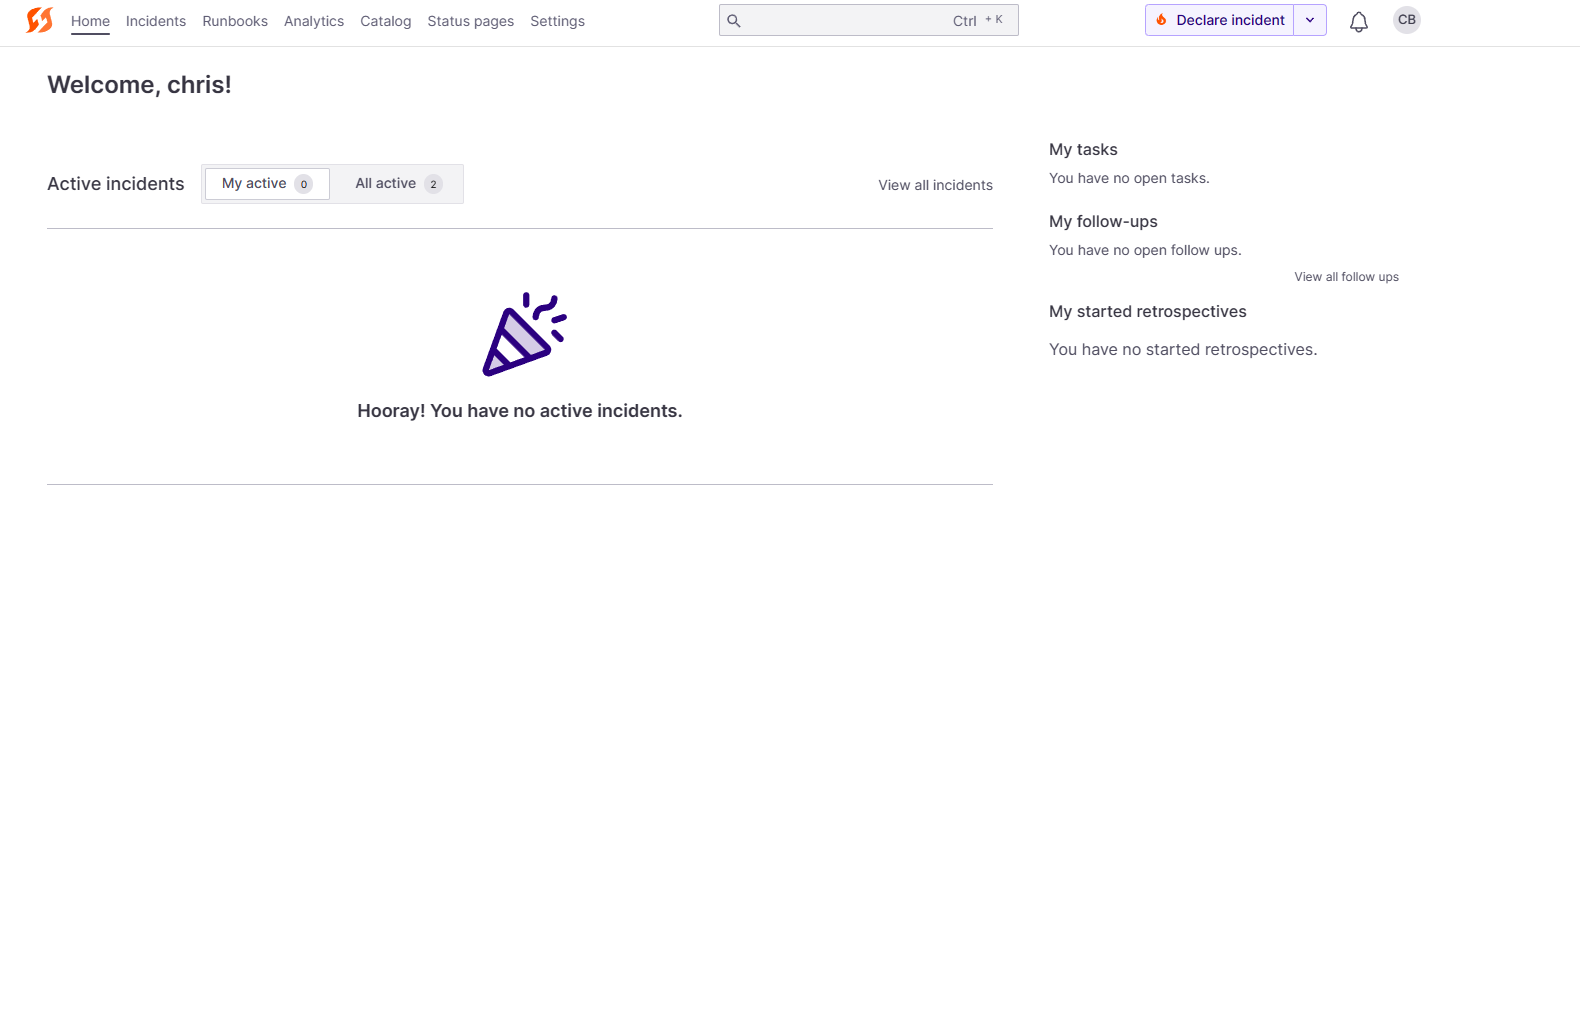 Home Incidents Runbooks Analytics Catalog Status pages Settings Ctrl + K Declare incident CB
Welcome, chris!
Active incidents My active 0 All active 2 View all incidents
Hooray! You have no active incidents.
My tasks
You have no open tasks.
My follow-ups
You have no open follow ups.
View all follow ups
My started retrospectives
You have no started retrospectives.